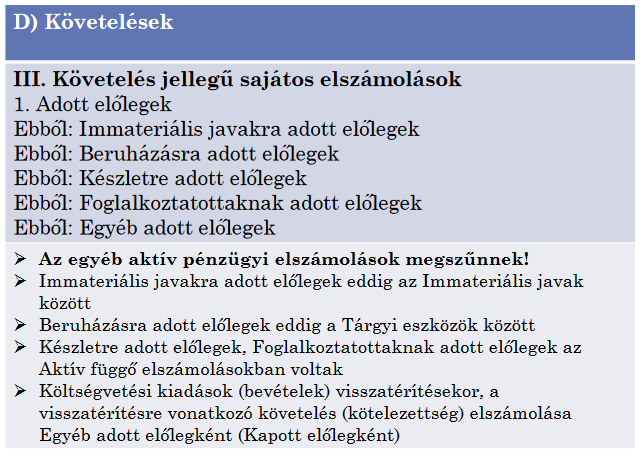 D) Követelések
III. Követelés jellegű sajátos elszámolások
1. Adott előlegek
Ebből: Immateriális javakra adott előlegek
Ebből: Beruházásra adott előlegek
Ebből: Készletre adott előlegek
Ebből: Foglalkoztatottaknak adott előlegek
Ebből: Egyéb adott előlegek
➢ Az egyéb aktív pénzügyi elszámolások megszűnnek!
➢ Immateriális javakra adott előlegek eddig az Immateriális javak
között
➢ Beruházásra adott előlegek eddig a Tárgyi eszközök között
➢ Készletre adott előlegek, Foglalkoztatottaknak adott előlegek az
Aktív függő elszámolásokban voltak
➢ Költségvetési kiadások (bevételek) visszatérítésekor, a
visszatérítésre vonatkozó követelés (kötelezettség) elszámolása
Egyéb adott előlegként (Kapott előlegként)